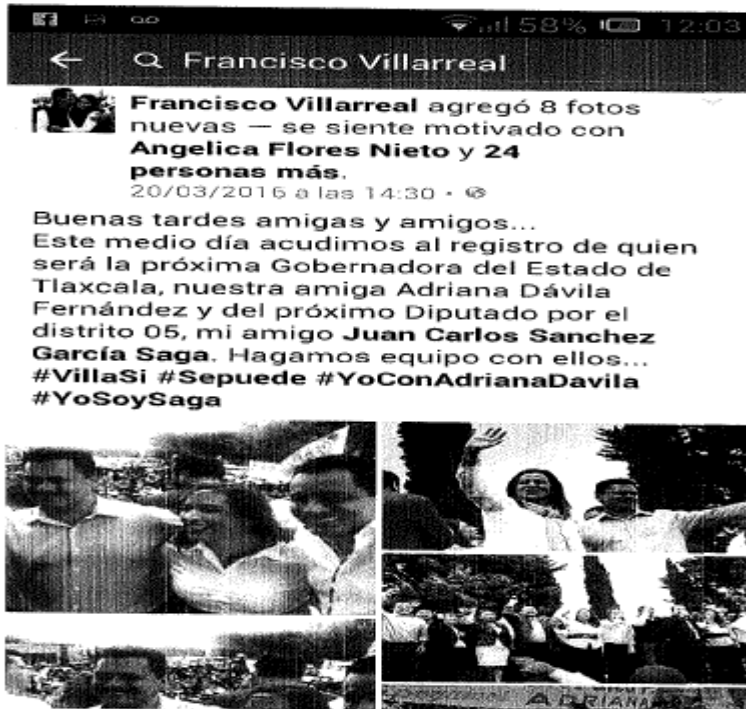 58% 12:03
Francisco Villarreal
Francisco Villarreal agregó 8 fotos
nuevas — se siente motivado con
Angelica Flores Nieto y 24
personas más.
20/03/2016 a las 14:30 ·
Buenas tardes amigas y amigos...
Este medio día acudimos al registro de quien
será la próxima Gobernadora del Estado de
Tlaxcala, nuestra amiga Adriana Dávila
Fernández y del próximo Diputado por el
distrito 05, mi amigo Juan Carlos Sanchez
García Saga. Hagamos equipo con ellos...
#VillaSi #Sepuede #YoConAdrianaDavila
#YoSoySaga
ADRIANA